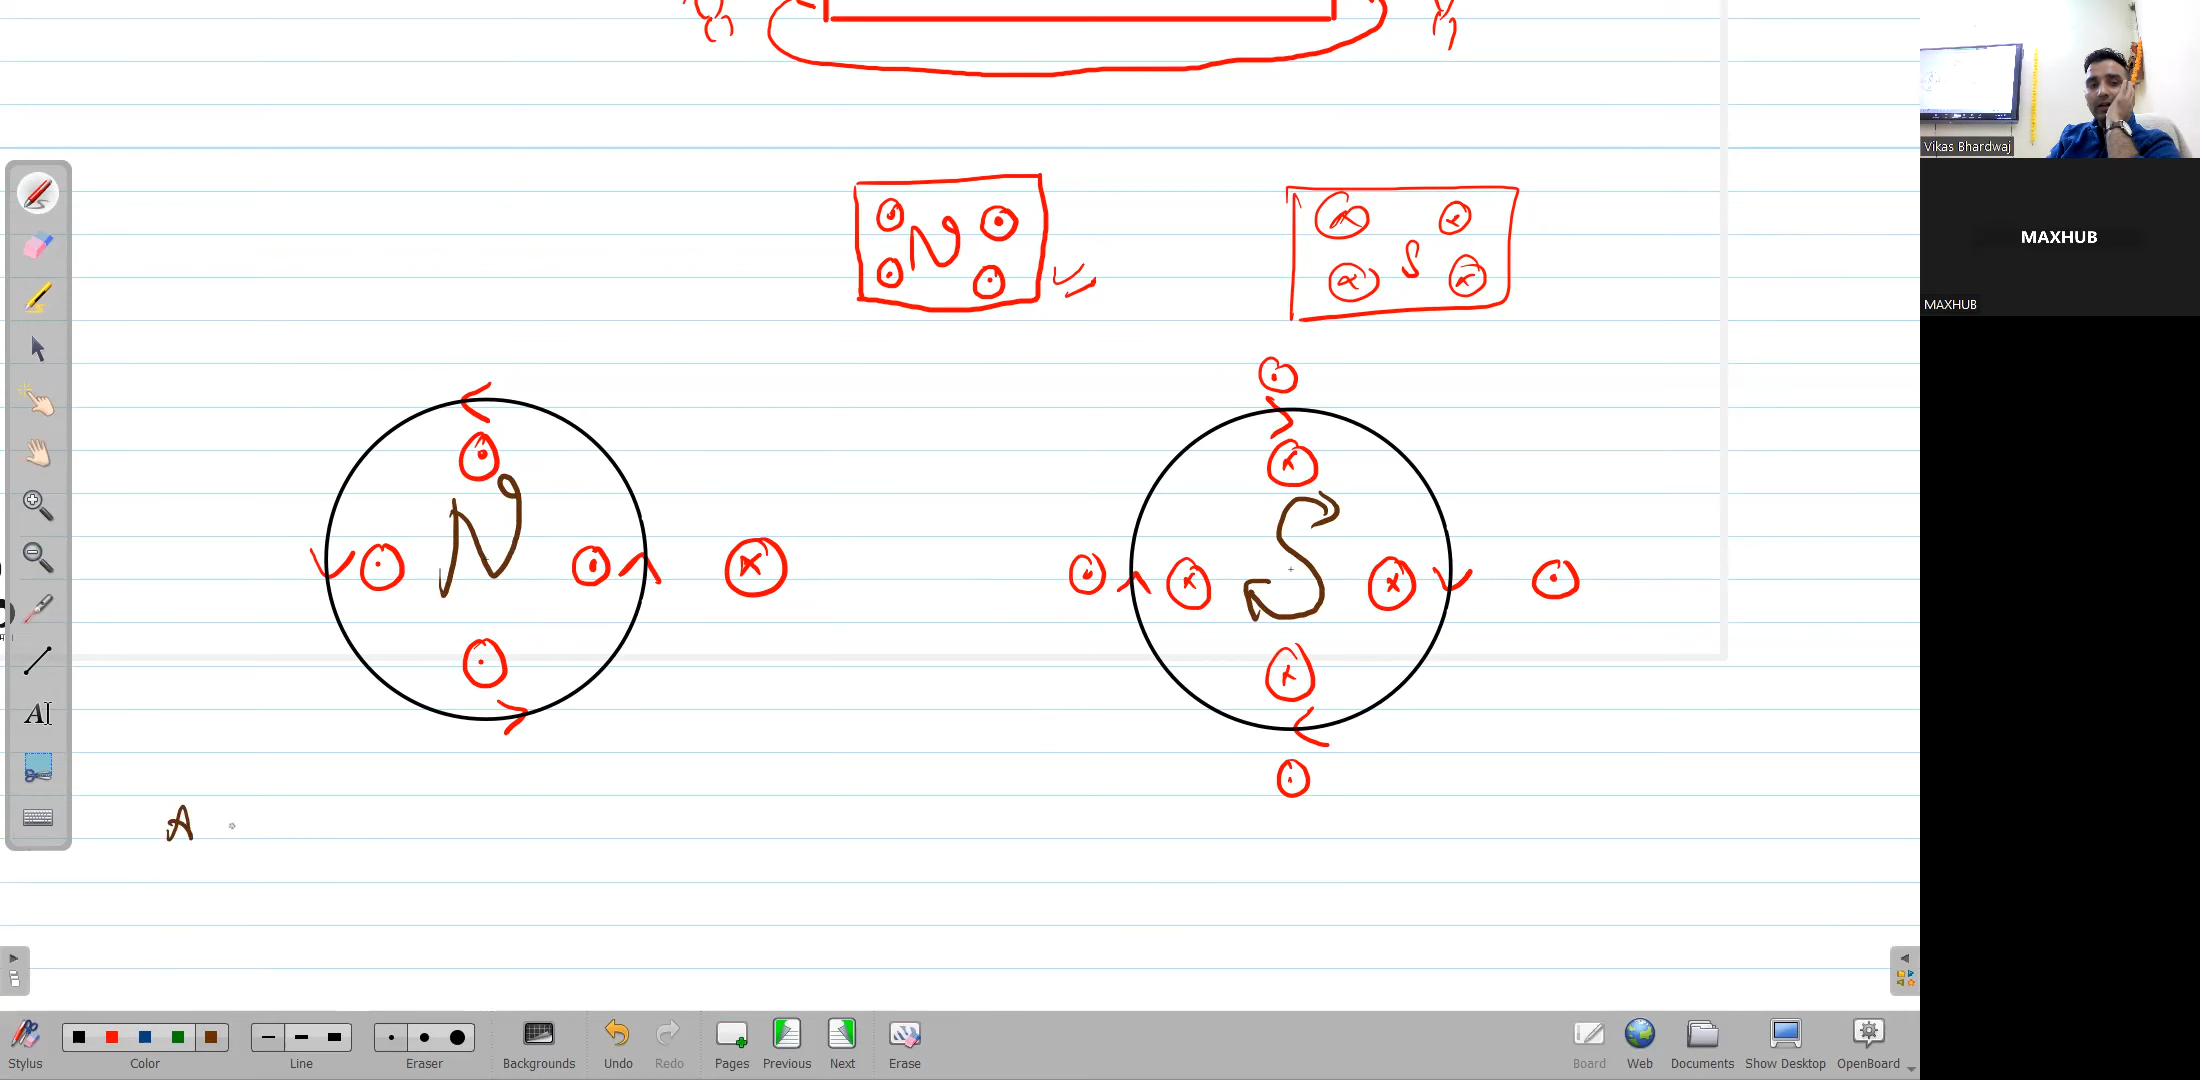 Vikas Bhardwaj
MAXHUB
MAXHUB
N
S
N
S
A
Stylus
Color
Line
Eraser
Backgrounds
Undo
Redo
Pages
Previous
Next
Erase
Board
Web
Documents
Show Desktop
OpenBoard